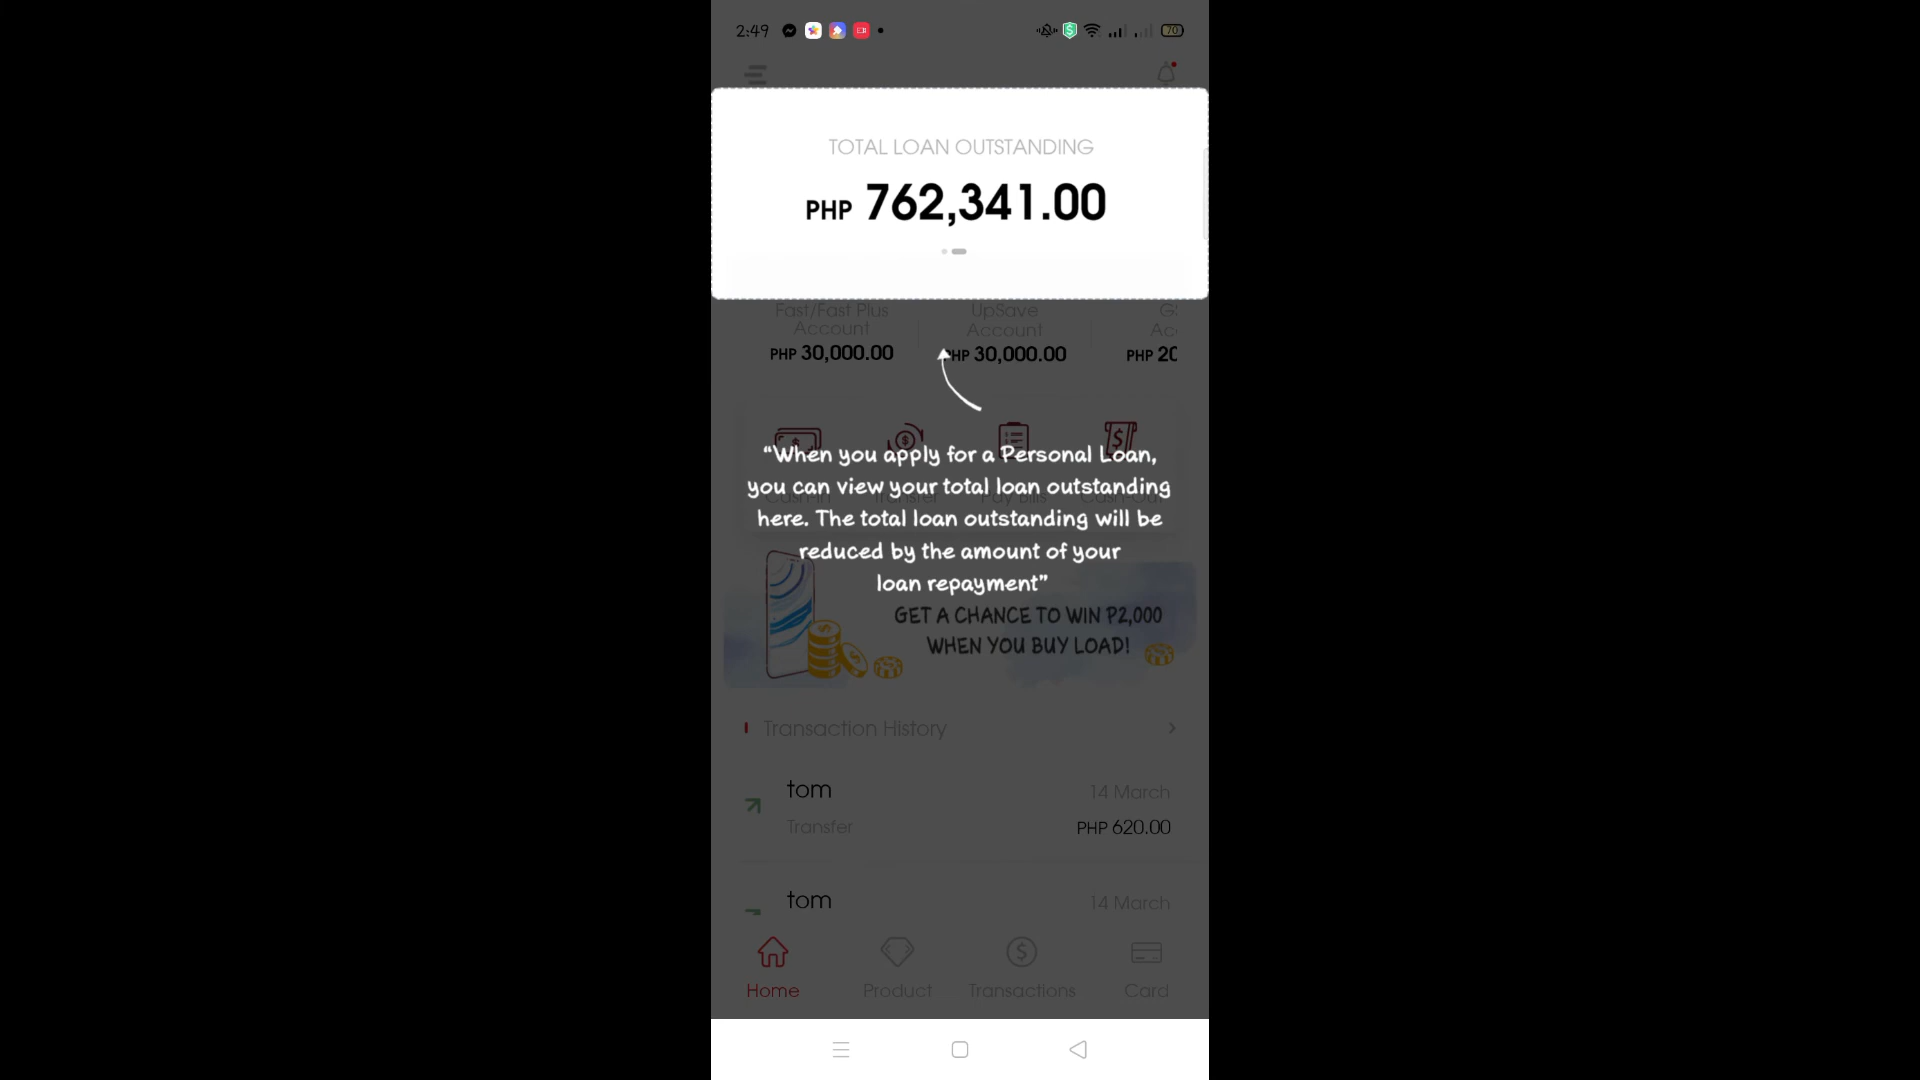 2:49
70
TOTAL LOAN OUTSTANDING
PHP 762,341.00
Fast/Fast Plus
Account
PHP 30,000.00
UpSave
Account
PHP 30,000.00
PHP 20
"When you apply for a Personal Loan,
you can view your total loan outstanding
here. The total loan outstanding will be
reduced by the amount of your
loan repayment"
GET A CHANCE TO WIN ₱2,000
WHEN YOU BUY LOAD!
Transaction History
tom
14 March
Transfer
PHP 620.00
tom
14 March
Home
Product
Transactions
Card